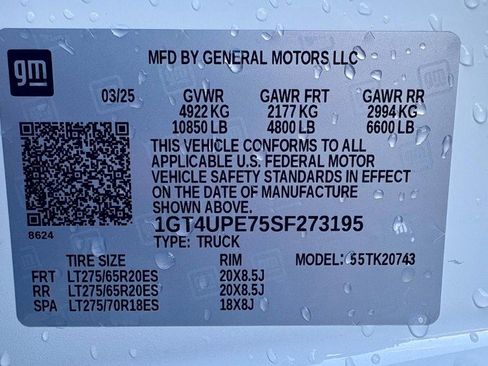 gm
MFD BY GENERAL MOTORS LLC
03/25 GVWR GAWR FRT GAWR RR
4922 KG 2177 KG 2994 KG
10850 LB 4800 LB 6600 LB
THIS VEHICLE CONFORMS TO ALL
APPLICABLE U.S. FEDERAL MOTOR
VEHICLE SAFETY STANDARDS IN EFFECT
ON THE DATE OF MANUFACTURE
SHOWN ABOVE.
8624
1GT4UPE75SF273195
TYPE: TRUCK
TIRE SIZE RIM MODEL: 55TK20743
FRT LT275/65R20ES 20X8.5J
RR LT275/65R20ES 20X8.5J
SPA LT275/70R18ES 18X8J